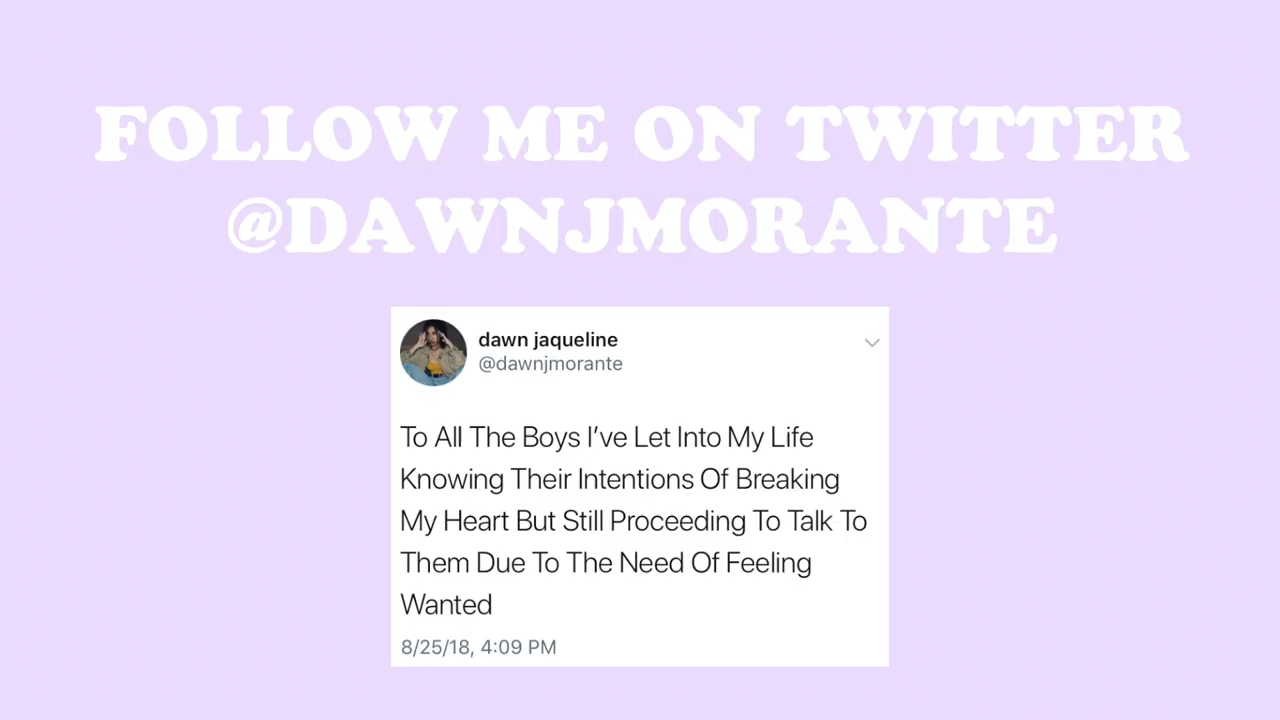 FOLLOW ME ON TWITTER
@DAWNJMORANTE
dawn jaqueline
@dawnjmorante
To All The Boys I’ve Let Into My Life
Knowing Their Intentions Of Breaking
My Heart But Still Proceeding To Talk To
Them Due To The Need Of Feeling
Wanted
8/25/18, 4:09 PM